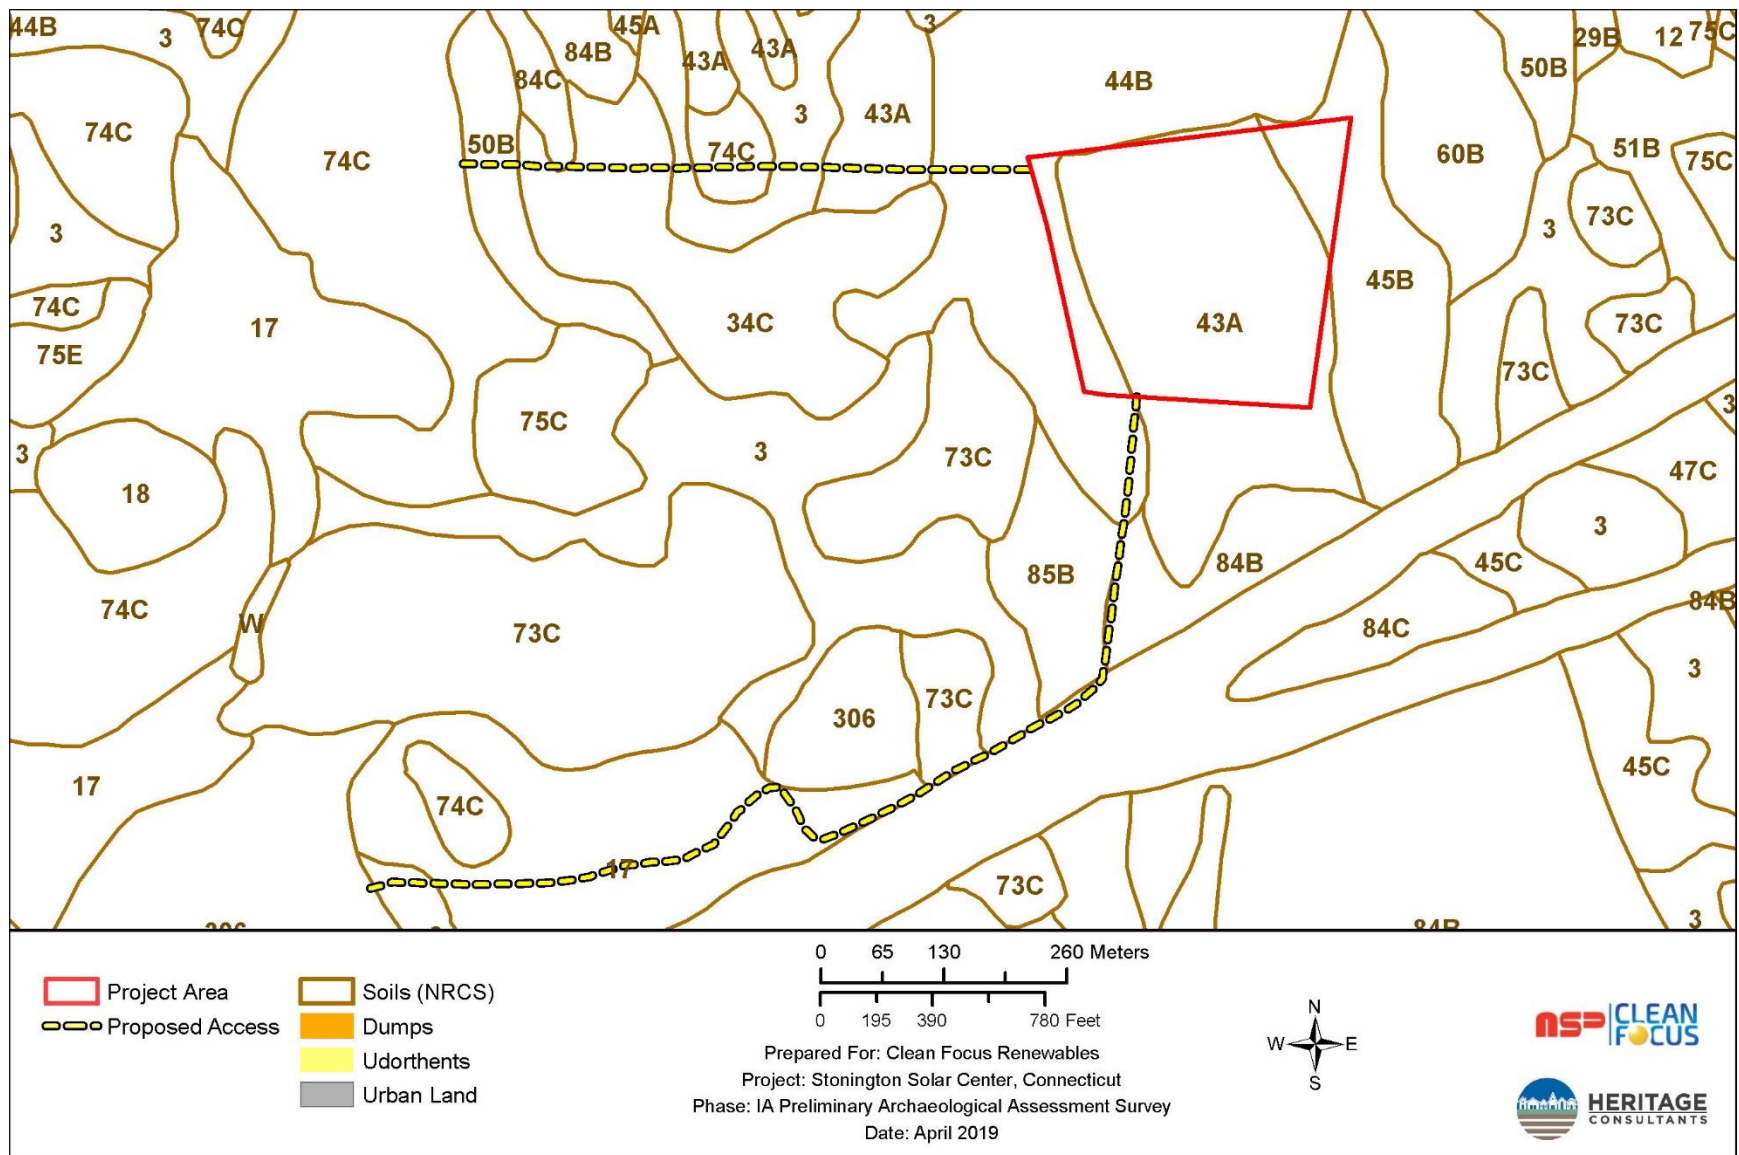 44B
3
74C
45A
84B
84C
43A
43A
3
44B
50B
29B
12
75C
74C
74C
50B
74C
3
43A
60B
51B
75C
3
73C
3
74C
75E
17
34C
43A
45B
73C
73C
3
18
75C
3
73C
3
47C
3
74C
W
73C
85B
84B
45C
84C
84B
3
306
73C
17
74C
17
45C
73C
3
306
3
84B
Project Area
Proposed Access
Soils (NRCS)
Dumps
Udorthents
Urban Land
0 65 130 260 Meters
0 195 390 780 Feet
Prepared For: Clean Focus Renewables
Project: Stonington Solar Center, Connecticut
Phase: IA Preliminary Archaeological Assessment Survey
Date: April 2019
N
W E
S
nsp CLEAN
FOCUS
HERITAGE
CONSULTANTS